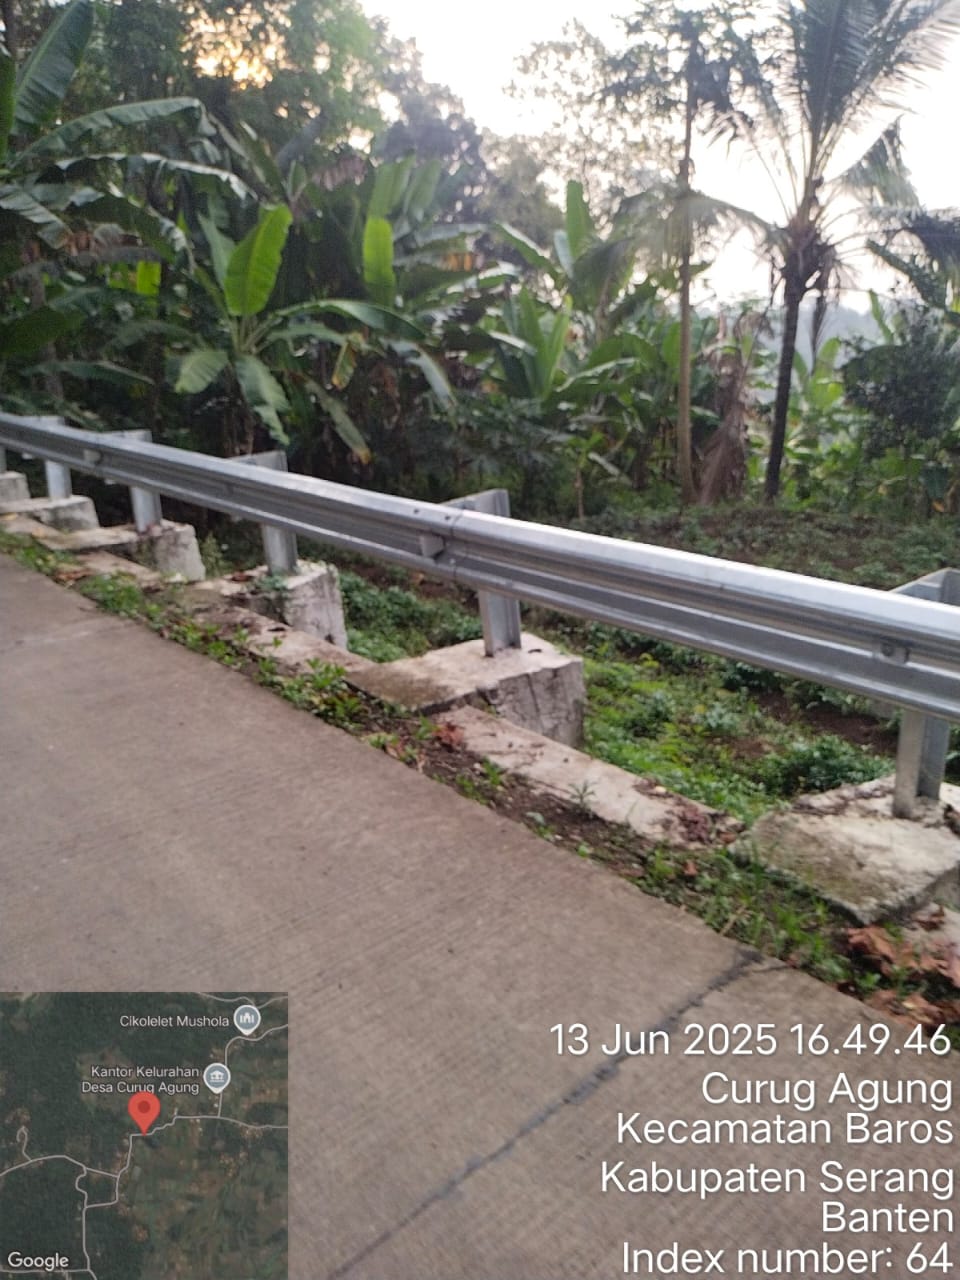 Cikolelet Mushola
Kantor Kelurahan
Desa Curug Agung
Google
13 Jun 2025 16.49.46
Curug Agung
Kecamatan Baros
Kabupaten Serang
Banten
Index number: 64